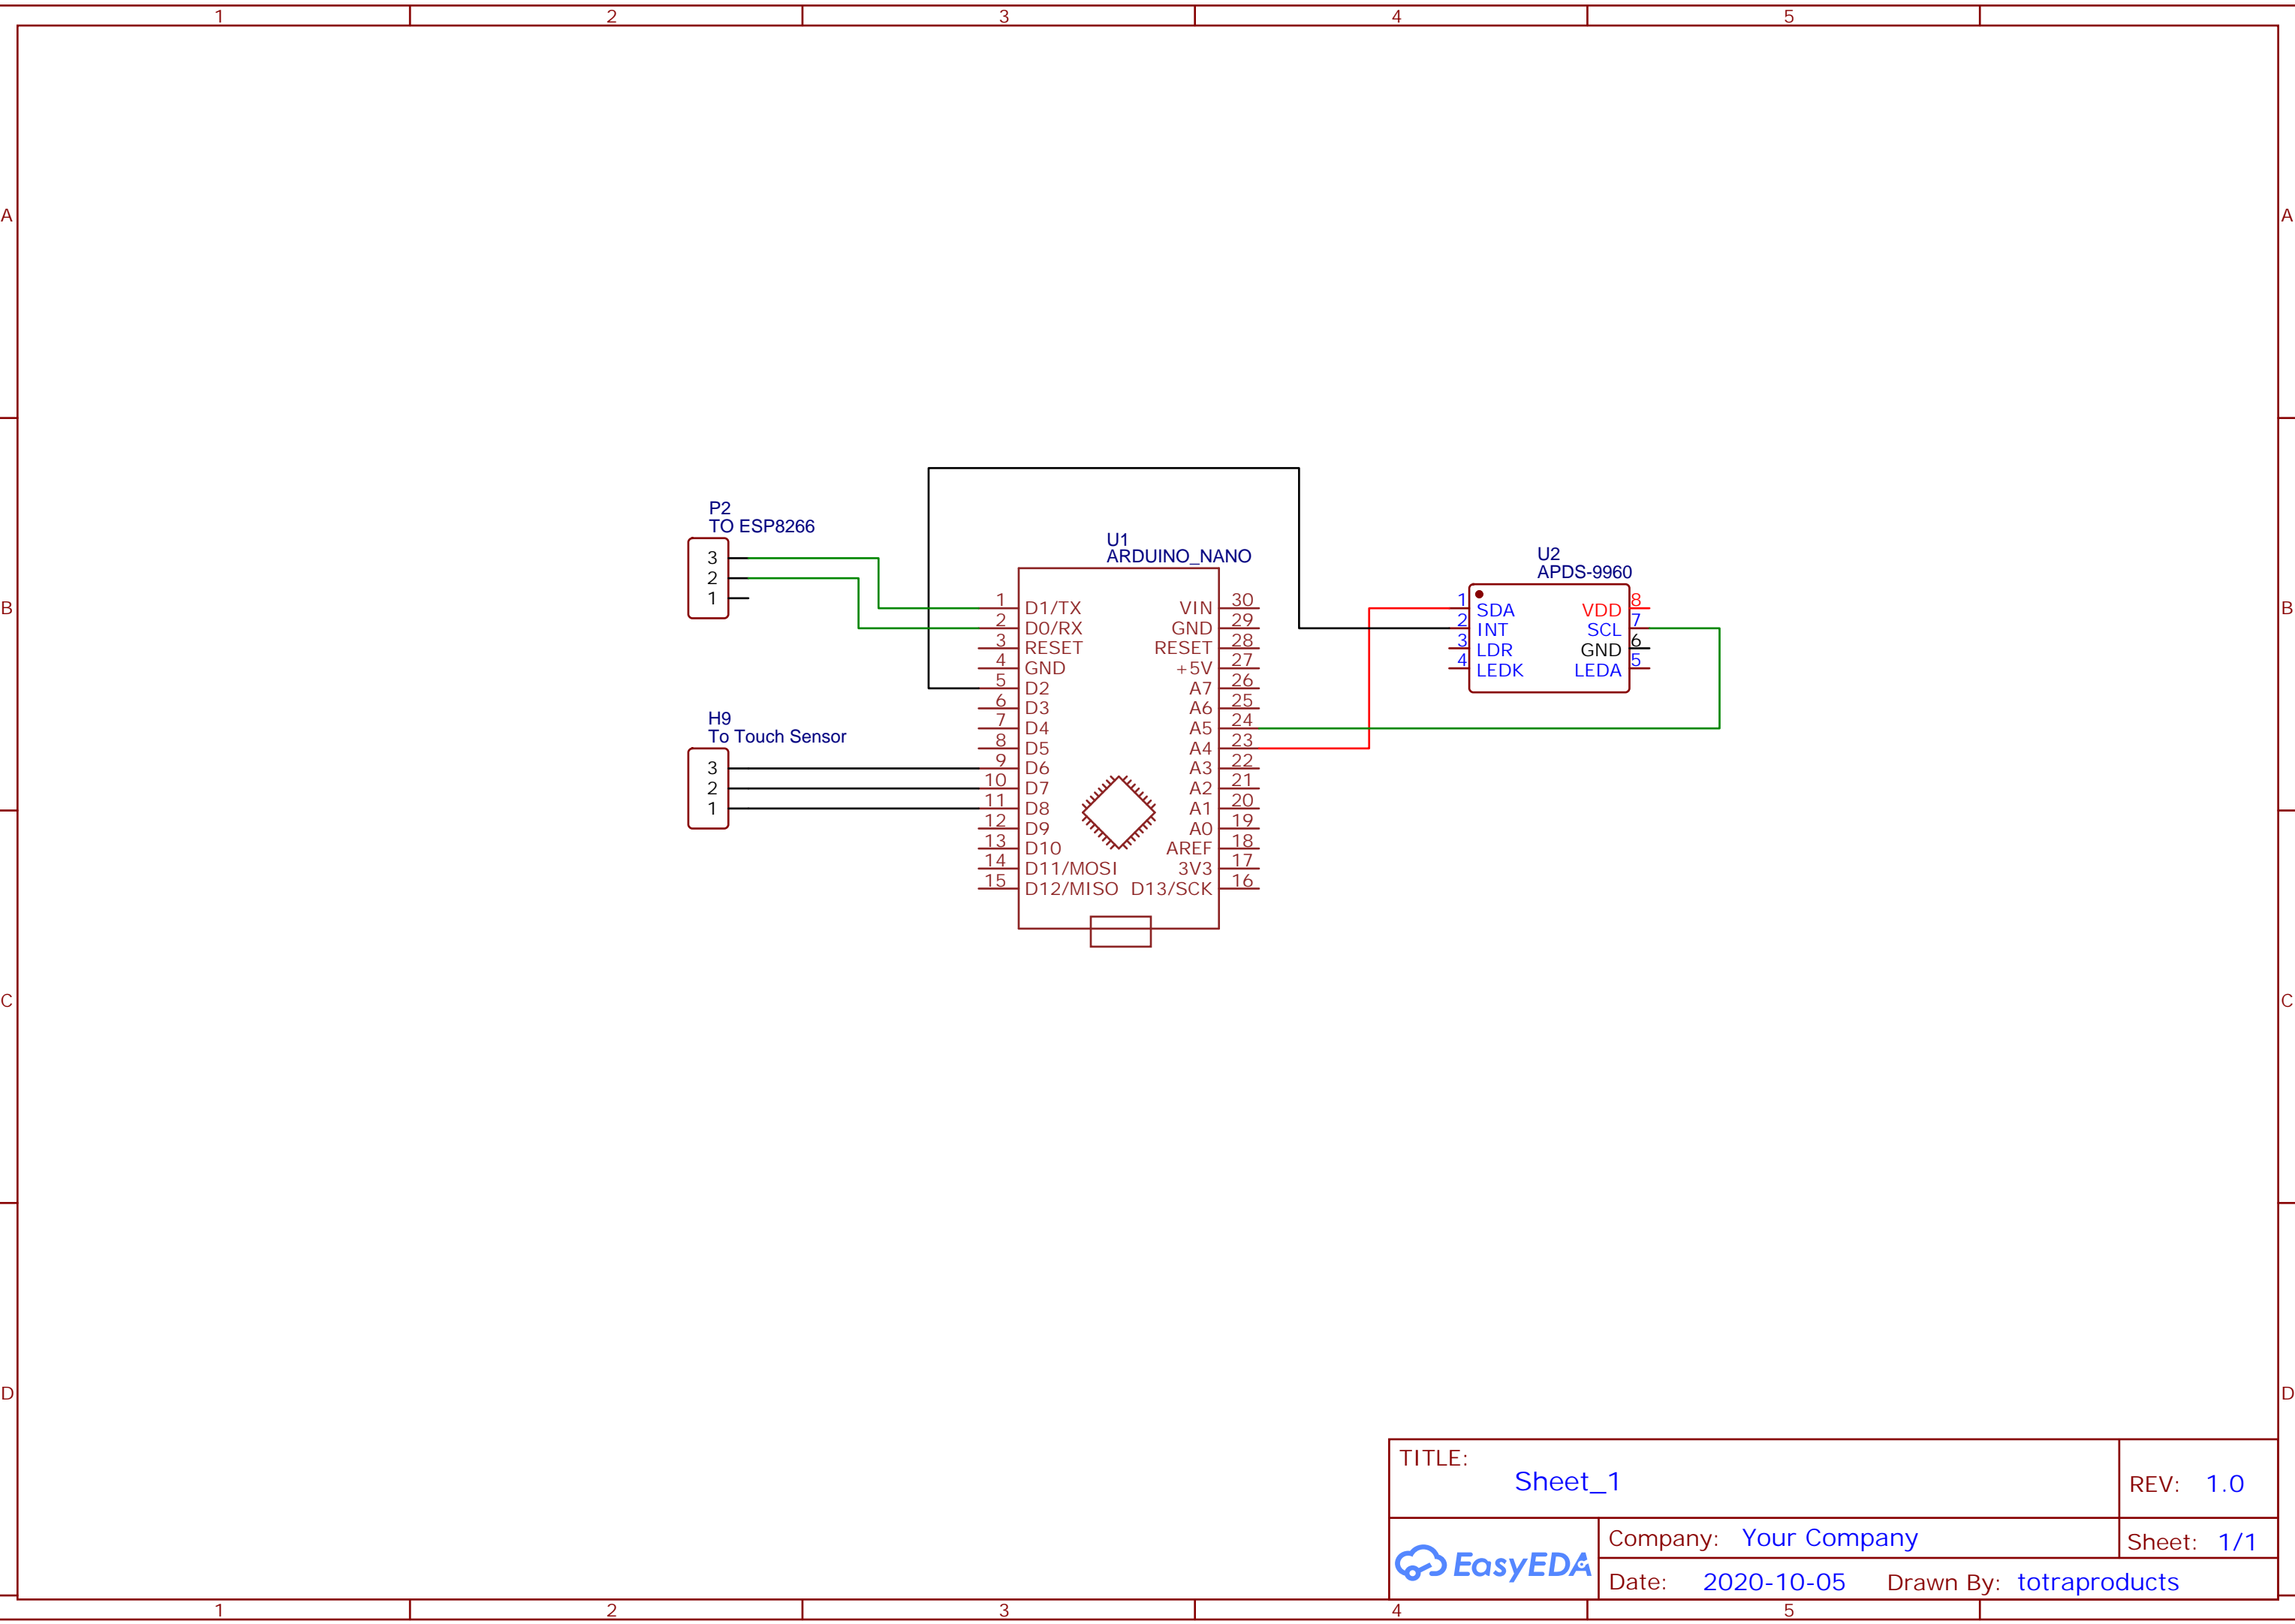 1 2 3 4 5
A A
B B
C C
D D
P2
TO ESP8266
3
2
1
H9
To Touch Sensor
3
2
1
U1
ARDUINO_NANO
1 D1/TX VIN 30
2 D0/RX GND 29
3 RESET RESET 28
4 GND +5V 27
5 D2 A7 26
6 D3 A6 25
7 D4 A5 24
8 D5 A4 23
9 D6 A3 22
10 D7 A2 21
11 D8 A1 20
12 D9 A0 19
13 D10 AREF 18
14 D11/MOSI 3V3 17
15 D12/MISO D13/SCK 16
U2
APDS-9960
1 SDA VDD 8
2 INT SCL 7
3 LDR GND 6
4 LEDK LEDA 5
TITLE:
Sheet_1
REV: 1.0
EasyEDA
Company: Your Company
Sheet: 1/1
Date: 2020-10-05 Drawn By: totraproducts
1 2 3 4 5